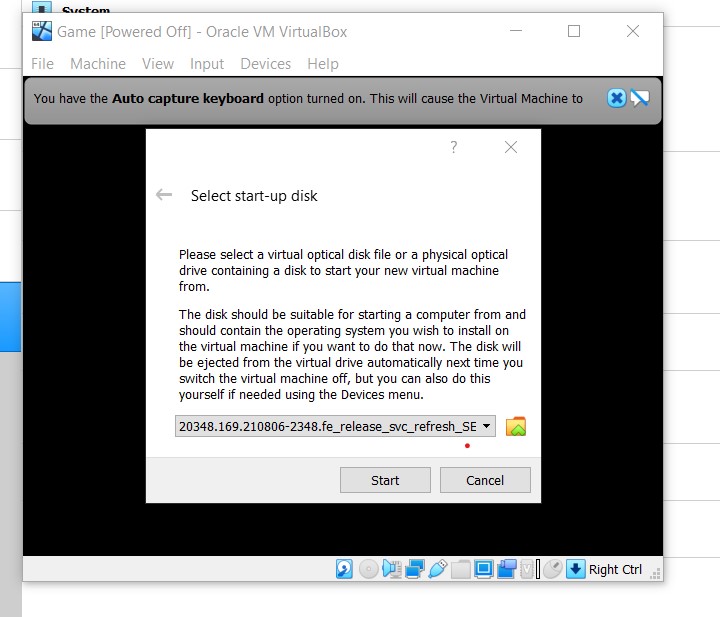 System
Game [Powered Off] - Oracle VM VirtualBox
File Machine View Input Devices Help
You have the Auto capture keyboard option turned on. This will cause the Virtual Machine to
?
Select start-up disk
Please select a virtual optical disk file or a physical optical
drive containing a disk to start your new virtual machine
from.
The disk should be suitable for starting a computer from and
should contain the operating system you wish to install on
the virtual machine if you want to do that now. The disk will
be ejected from the virtual drive automatically next time you
switch the virtual machine off, but you can also do this
yourself if needed using the Devices menu.
20348.169.210806-2348.fe_release_svc_refresh_SE
Start Cancel
Right Ctrl